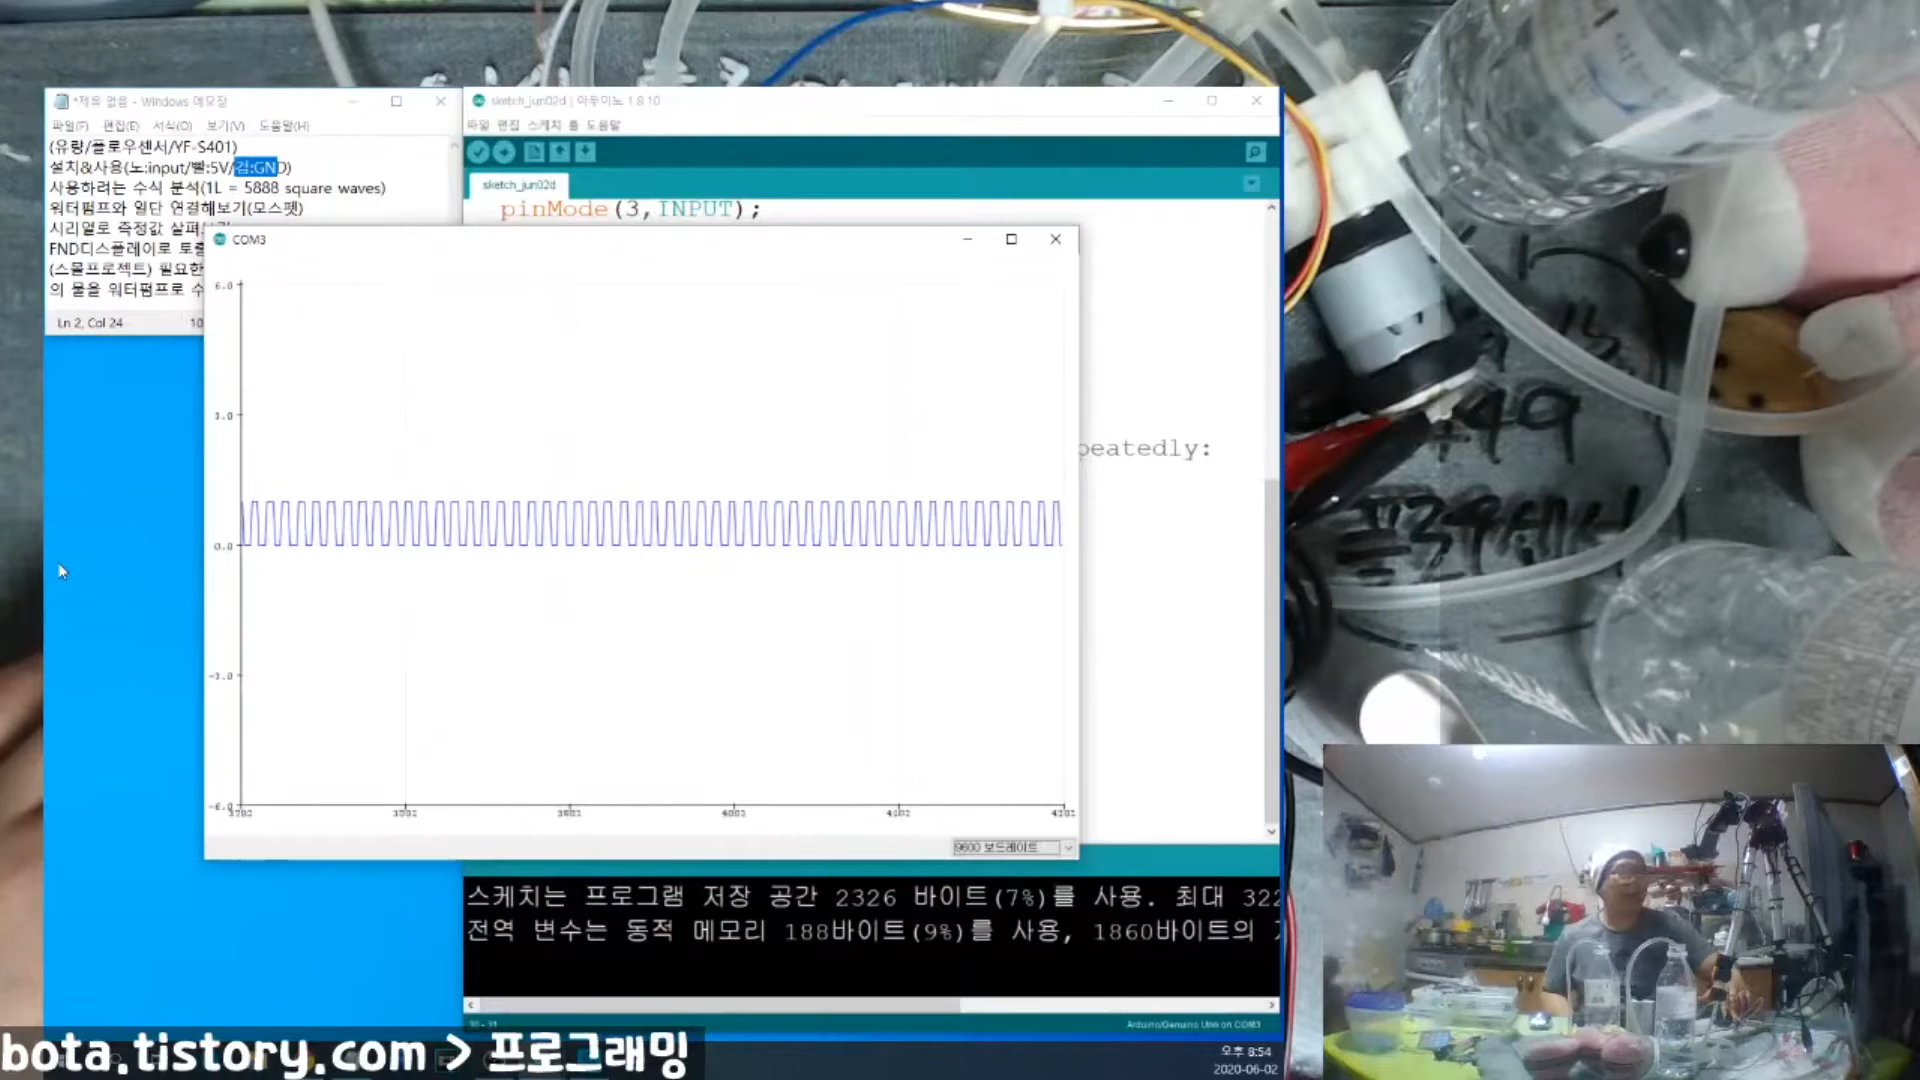 *제목 없음 - Windows 메모장
파일(F) 편집(E) 서식(O) 보기(V) 도움말(H)
(유량/플로우센서/YF-S401)
설치&사용(노:input/빨:5V/검:GND)
사용하려는 수식 분석(1L = 5888 square waves)
워터펌프와 일단 연결해보기(모스펫)
시리얼로 측정값 살펴
FND디스플레이로 토출
(스몰프로젝트) 필요한
의 물을 워터펌프로 수
Ln 2, Col 24
10
sketch_jun02d | 아두이노 1.8.10
파일 편집 스케치 툴 도움말
sketch_jun02d
pinMode(3,INPUT);
peatedly:
COM3
6.0
3.0
0.0
-3.0
-6.0
9600 보드레이트
스케치는 프로그램 저장 공간 2326 바이트(7%)를 사용. 최대 322
전역 변수는 동적 메모리 188바이트(9%)를 사용, 1860바이트의
Arduino/Genuino Uno on COM3
오후 8:54
2020-06-02
bota.tistory.com > 프로그래밍